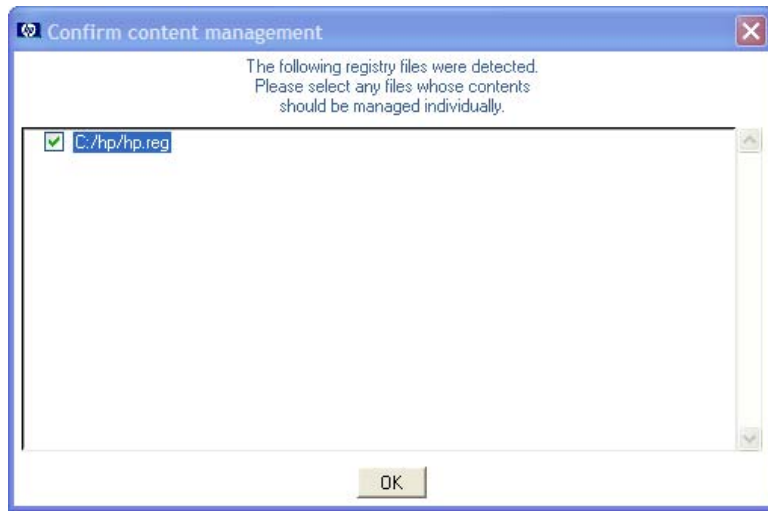 Confirm content management
The following registry files were detected.
Please select any files whose contents
should be managed individually.
C:/hp/hp.reg
OK